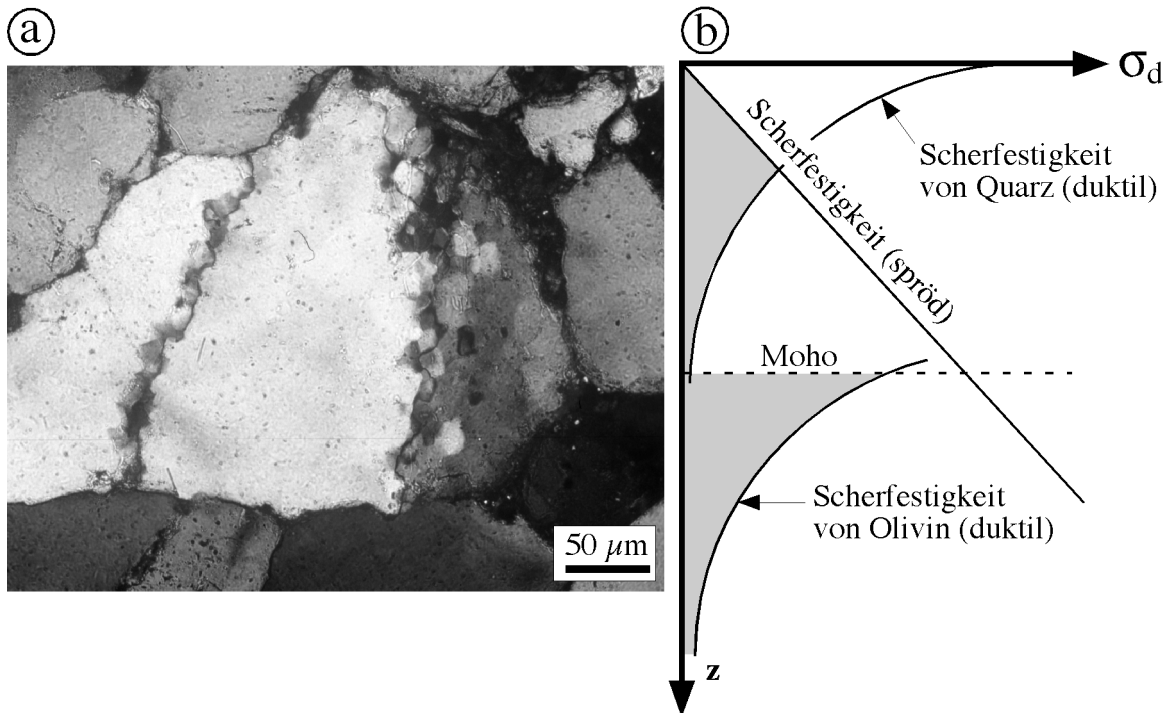 a
50 µm
b
σd
Scherfestigkeit
von Quarz (duktil)
Scherfestigkeit (spröd)
Moho
Scherfestigkeit
von Olivin (duktil)
z